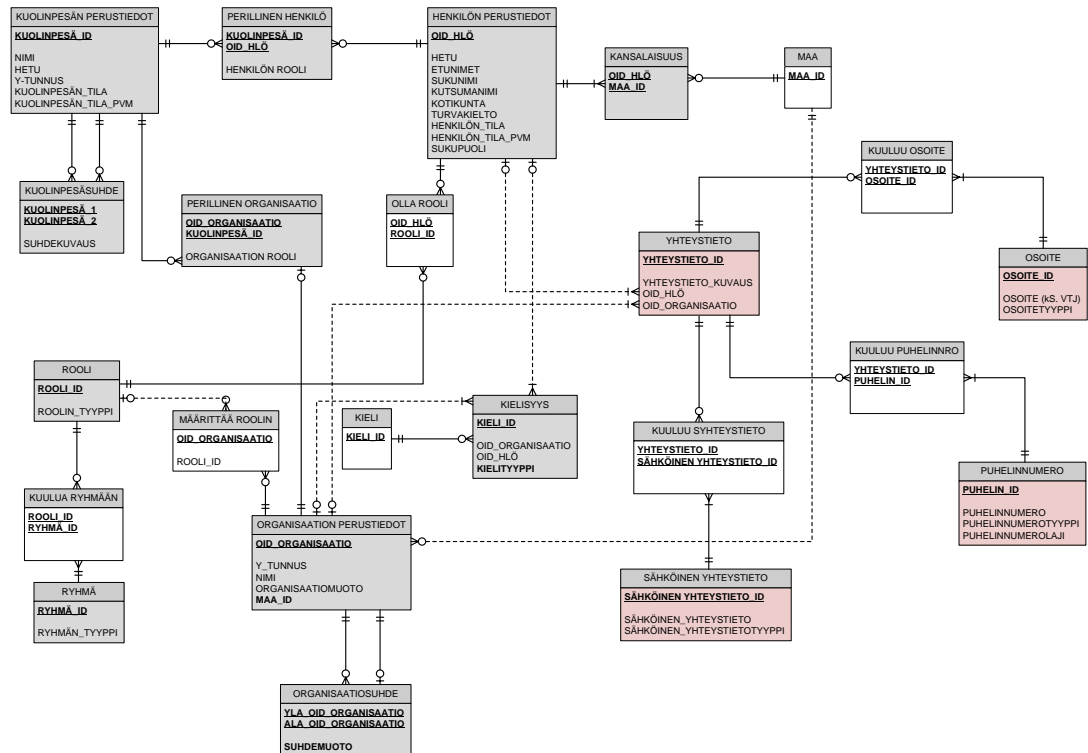 KUOLINPESÄN PERUSTIEDOT
KUOLINPESÄ_ID
NIMI
HETU
Y-TUNNUS
KUOLINPESÄN_TILA
KUOLINPESÄN_TILA_PVM
PERILLINEN HENKILÖ
KUOLINPESÄ_ID
OID_HLÖ
HENKILÖN ROOLI
HENKILÖN PERUSTIEDOT
OID_HLÖ
HETU
ETUNIMET
SUKUNIMI
KUTSUMANIMI
KOTIKUNTA
TURVAKIELTO
HENKILÖN_TILA
HENKILÖN_TILA_PVM
SUKUPUOLI
KANSALAISUUS
OID_HLÖ
MAA_ID
MAA
MAA_ID
KUULUU OSOITE
YHTEYSTIETO_ID
OSOITE_ID
KUOLINPESÄSUHDE
KUOLINPESÄ_1
KUOLINPESÄ_2
SUHDEKUVAUS
PERILLINEN ORGANISAATIO
OID_ORGANISAATIO
KUOLINPESÄ_ID
ORGANISAATION ROOLI
OLLA ROOLI
OID_HLÖ
ROOLI_ID
YHTEYSTIETO
YHTEYSTIETO_ID
YHTEYSTIETO_KUVAUS
OID_HLÖ
OID_ORGANISAATIO
OSOITE
OSOITE_ID
OSOITE (kS. VTJ)
OSOITETYYPPI
ROOLI
ROOLI_ID
ROOLIN_TYYPPI
MÄÄRITTÄÄ ROOLIN
OID_ORGANISAATIO
ROOLI_ID
KIELI
KIELI_ID
KIELISYYS
KIELI_ID
OID_ORGANISAATIO
OID_HLÖ
KIELITYYPPI
KUULUU SYHTEYSTIETO
YHTEYSTIETO_ID
SÄHKÖINEN YHTEYSTIETO_ID
KUULUU PUHELINNRO
YHTEYSTIETO_ID
PUHELIN_ID
PUHELINNUMERO
PUHELIN_ID
PUHELINNUMERO
PUHELINNUMEROTYYPPI
PUHELINNUMEROLAJI
KUULUA RYHMÄÄN
ROOLI_ID
RYHMÄ_ID
ORGANISAATION PERUSTIEDOT
OID_ORGANISAATIO
Y_TUNNUS
NIMI
ORGANISAATIOMUOTO
MAA_ID
RYHMÄ
RYHMÄ_ID
RYHMÄN_TYYPPI
SÄHKÖINEN YHTEYSTIETO
SÄHKÖINEN YHTEYSTIETO_ID
SÄHKÖINEN_YHTEYSTIETO
SÄHKÖINEN_YHTEYSTIETOTYYPPI
ORGANISAATIOSUHDE
YLA_OID_ORGANISAATIO
ALA_OID_ORGANISAATIO
SUHDEMUOTO